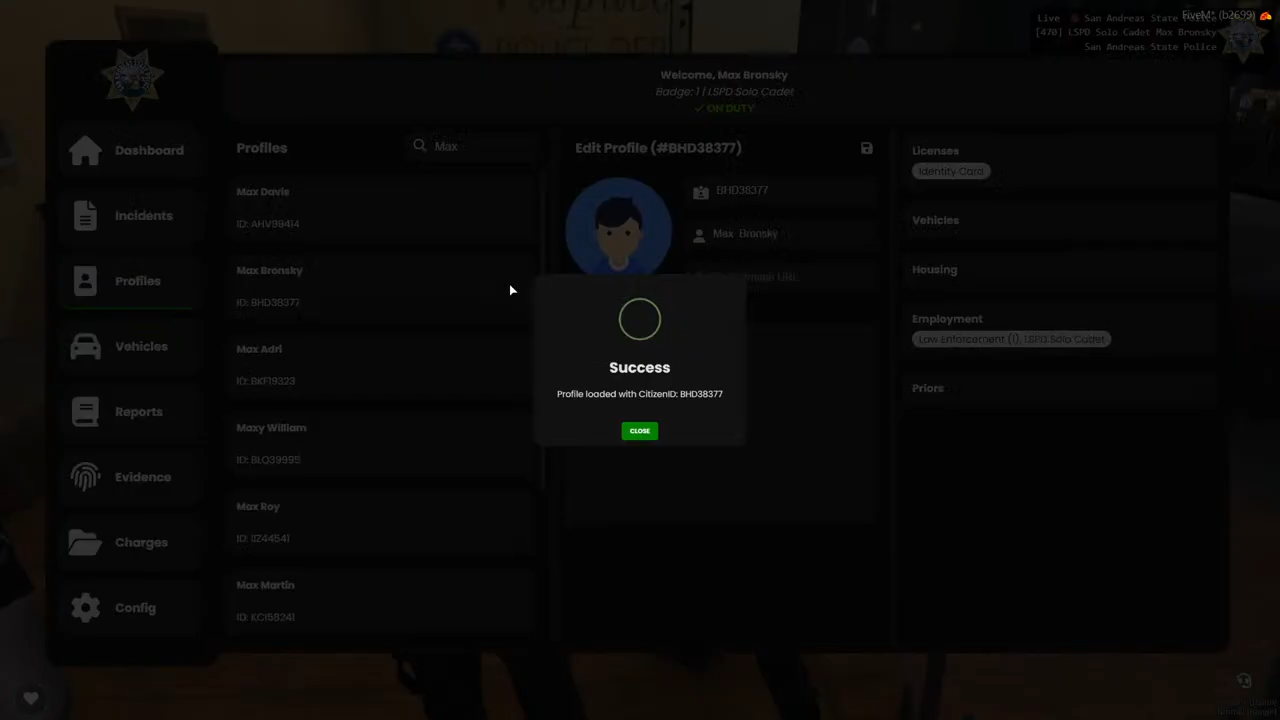 FiveM* (b2699)
Live San Andreas State Police
[470] LSPD Solo Cadet Max Bronsky
San Andreas State Police
Welcome, Max Bronsky
Badge: 1 | LSPD Solo Cadet
ON DUTY
Dashboard
Incidents
Profiles
Vehicles
Reports
Evidence
Charges
Config
Profiles
Max
Max Davis
ID: AHV99414
Max Bronsky
ID: BHD38377
Max Adri
ID: BKF19323
Maxy William
ID: BLO39995
Max Roy
Max Martin
ID: KCI58241
Edit Profile (#BHD38377)
BHD38377
Max Bronsky
Success
Profile loaded with CitizenID: BHD38377
CLOSE
Licenses
Identity Card
Vehicles
Housing
Employment
Law Enforcement (1), LSPD Solo Cadet
Priors